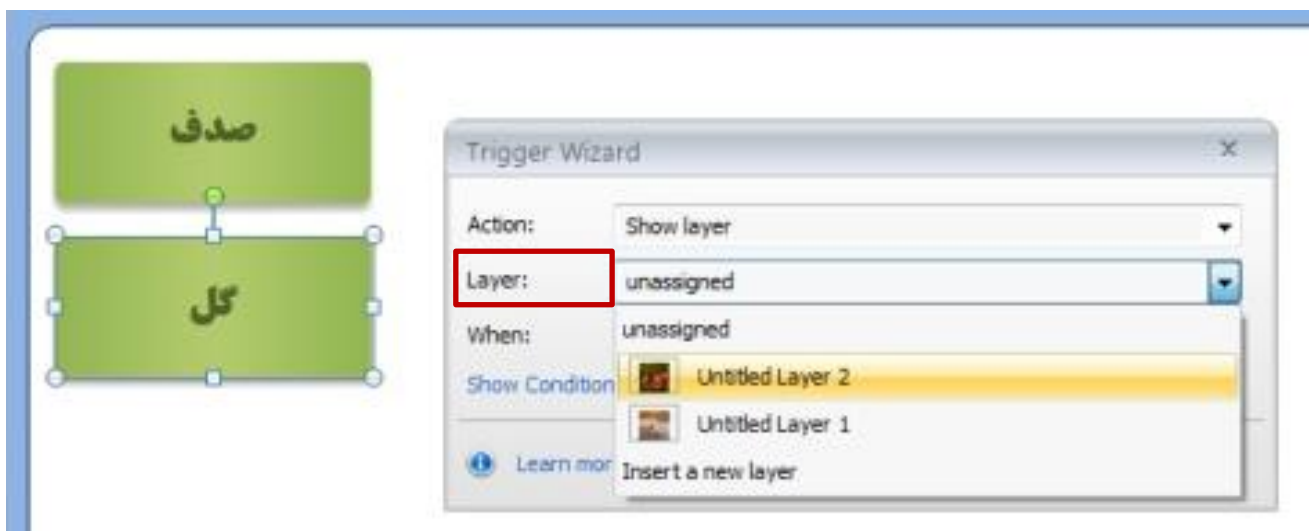 صدف
گل
Trigger Wizard
Action: Show layer
Layer: unassigned
When: unassigned
Show Condition Untitled Layer 2
Untitled Layer 1
Learn mor Insert a new layer